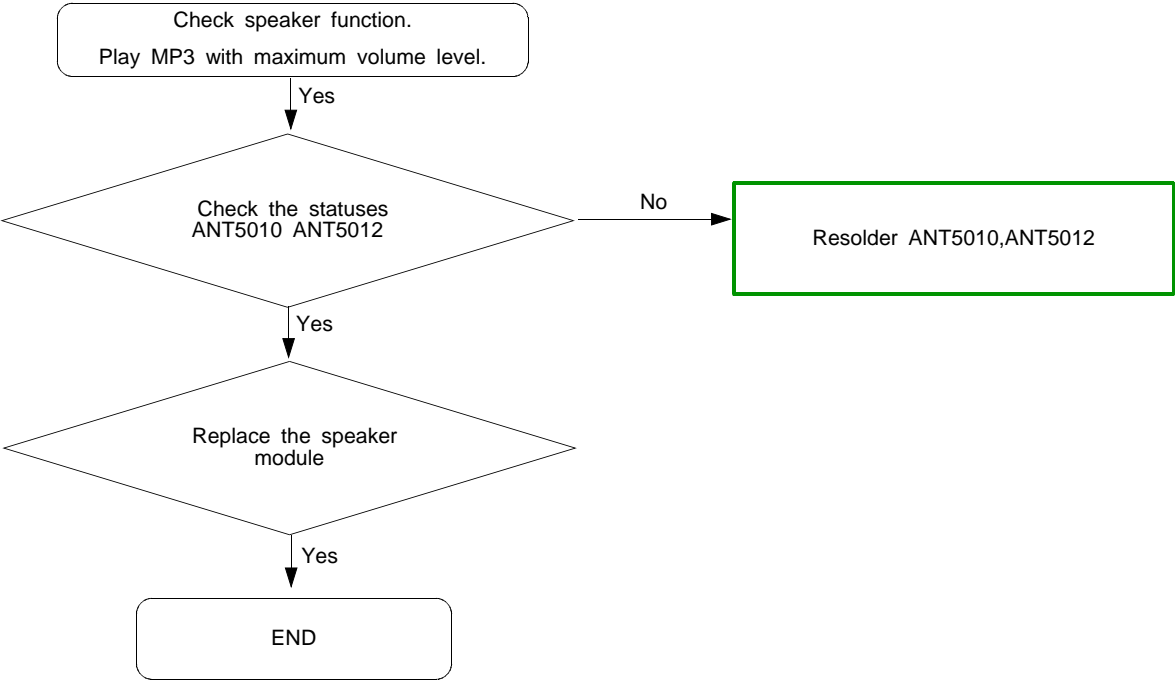 Check speaker function.
Play MP3 with maximum volume level.
Yes
Check the statuses
ANT5010 ANT5012
No
Resolder ANT5010,ANT5012
Yes
Replace the speaker
module
Yes
END